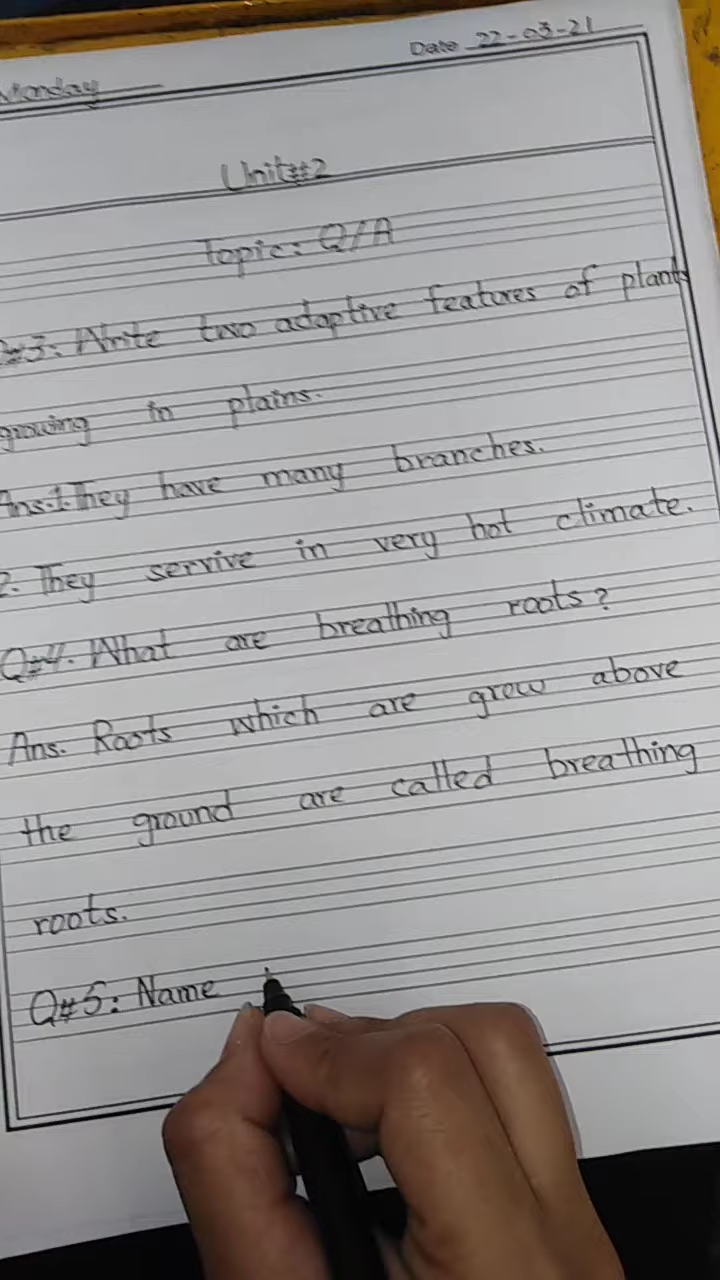 Monday
Date 22-03-21
Unit#2
Topic: Q/A
Q#3: Write two adaptive features of plants
growing in plains.
Ans:1.They have many branches.
2. They servive in very hot climate.
Q#4. What are breathing roots?
Ans. Roots which are grow above
the ground are called breathing
roots.
Q#5: Name